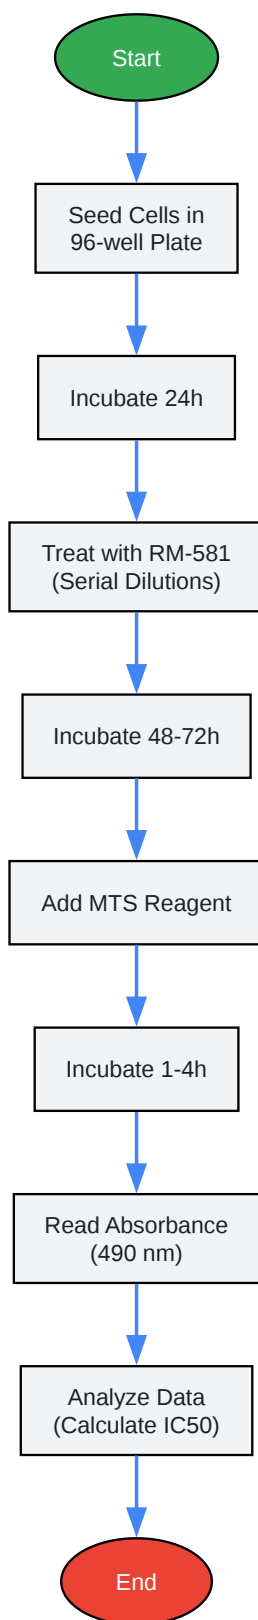 Start
Seed Cells in
96-well Plate
Incubate 24h
Treat with RM-581
(Serial Dilutions)
Incubate 48-72h
Add MTS Reagent
Incubate 1-4h
Read Absorbance
(490 nm)
Analyze Data
(Calculate IC50)
End